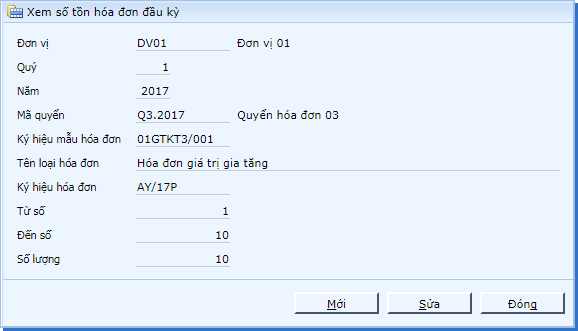 Xem số tồn hóa đơn đầu kỳ
Đơn vị DV01 Đơn vị 01
Quý 1
Năm 2017
Mã quyển Q3.2017 Quyển hóa đơn 03
Ký hiệu mẫu hóa đơn 01GTKT3/001
Tên loại hóa đơn Hóa đơn giá trị gia tăng
Ký hiệu hóa đơn AY/17P
Từ số 1
Đến số 10
Số lượng 10
Mới Sửa Đóng